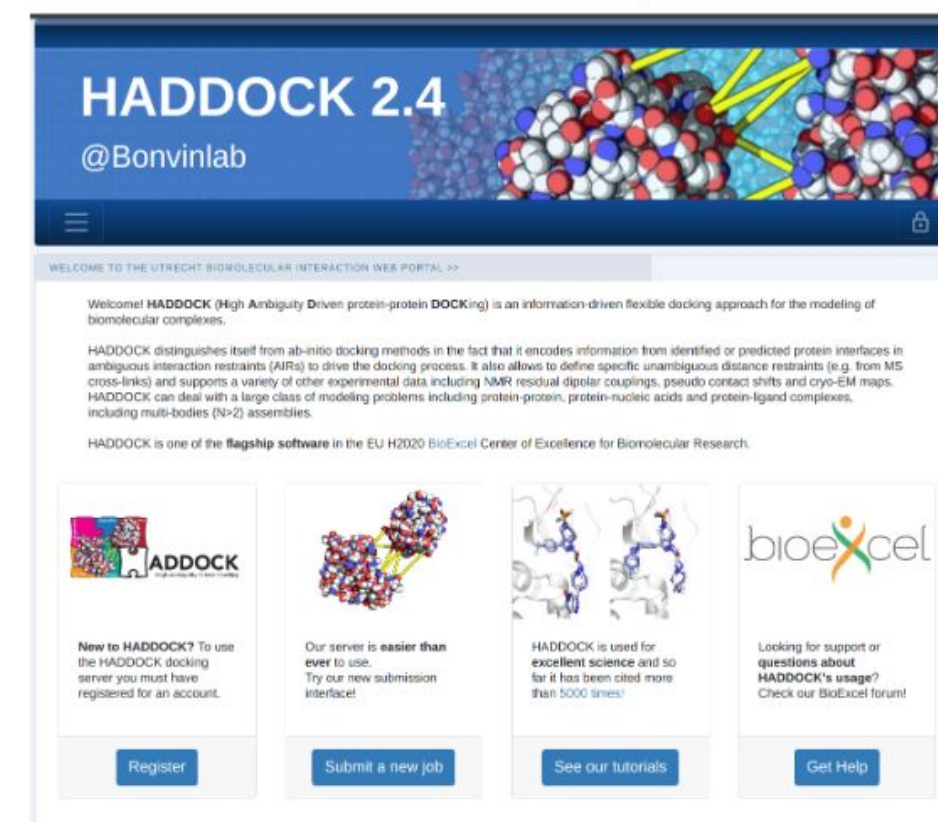 HADDOCK 2.4
@Bonvinlab
WELCOME TO THE UTRECHT BIOMOLECULAR INTERACTION WEB PORTAL >>
Welcome! HADDOCK (High Ambiguity Driven protein-protein DOCKing) is an information-driven flexible docking approach for the modeling of
biomolecular complexes.
HADDOCK distinguishes itself from ab-initio docking methods in the fact that it encodes information from identified or predicted protein interfaces in
ambiguous interaction restraints (AIRs) to drive the docking process. It also allows to define specific unambiguous distance restraints (e.g. from MS
cross-links) and supports a variety of other experimental data including NMR residual dipolar couplings, pseudo contact shifts and cryo-EM maps.
HADDOCK can deal with a large class of modeling problems including protein-protein, protein-nucleic acids and protein-ligand complexes,
including multi-bodies (N>2) assemblies.
HADDOCK is one of the flagship software in the EU H2020 BioExcel Center of Excellence for Biomolecular Research.
ADDOCK
New to HADDOCK? To use
the HADDOCK docking
server you must have
registered for an account.
Register
Our server is easier than
ever to use.
Try our new submission
interface!
Submit a new job
HADDOCK is used for
excellent science and so
far it has been cited more
than 5000 times!
See our tutorials
bioexcel
Looking for support or
questions about
HADDOCK's usage?
Check our BioExcel forum!
Get Help